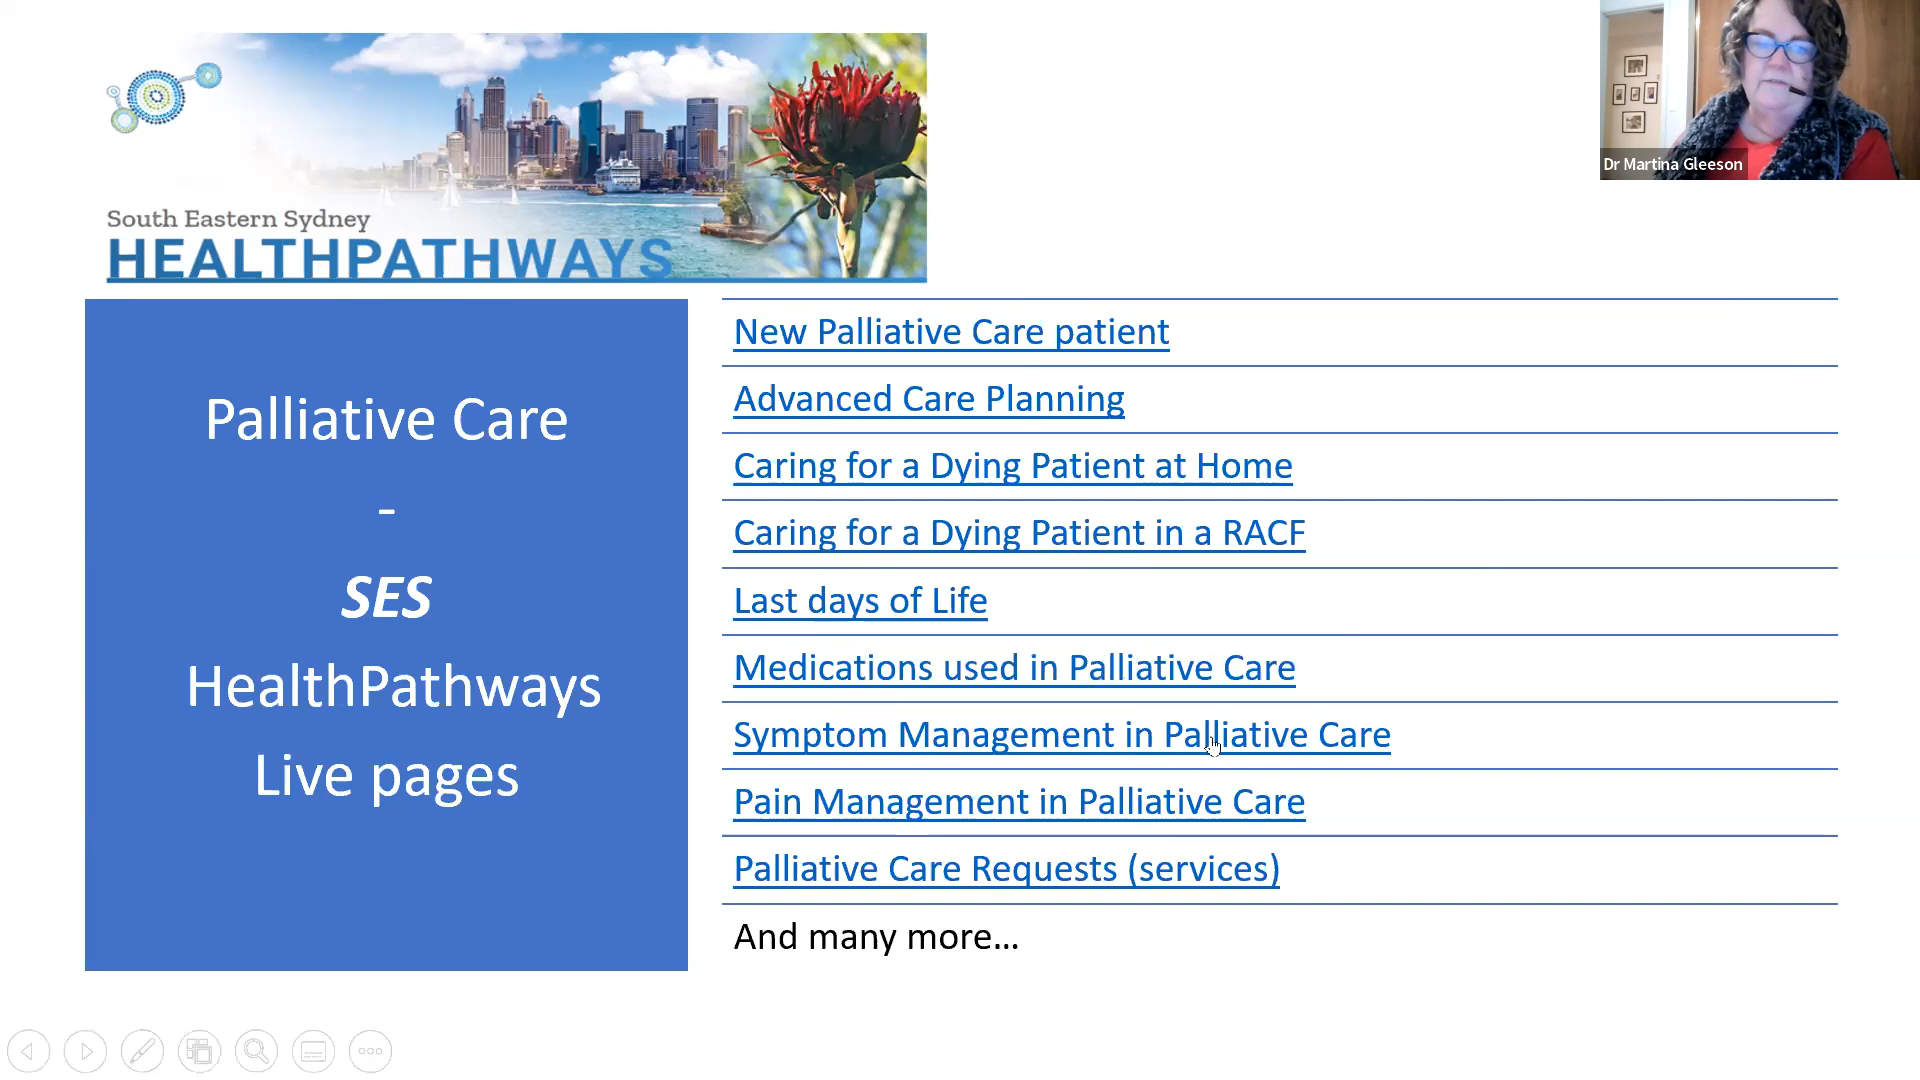 South Eastern Sydney
HEALTHPATHWAYS
Dr Martina Gleeson
Palliative Care
-
SES
HealthPathways
Live pages
New Palliative Care patient
Advanced Care Planning
Caring for a Dying Patient at Home
Caring for a Dying Patient in a RACF
Last days of Life
Medications used in Palliative Care
Symptom Management in Palliative Care
Pain Management in Palliative Care
Palliative Care Requests (services)
And many more...